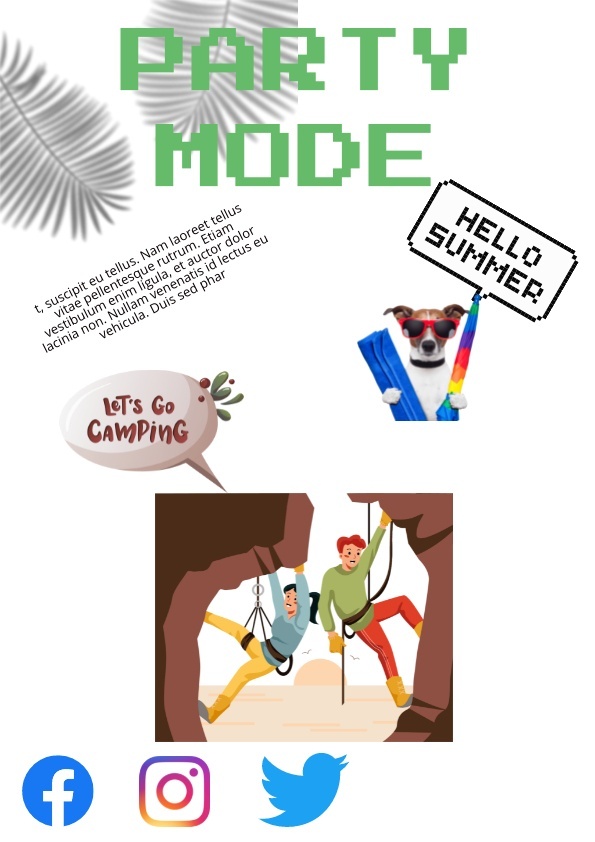 PARTY
MODE
HELLO
SUMMER
t, suscipit eu tellus. Nam laoreet tellus
vitae pellentesque rutrum. Etiam
vestibulum enim ligula, et auctor dolor
lacinia non. Nullam venenatis id lectus eu
vehicula. Duis sed phar
LET'S GO
CAMPING